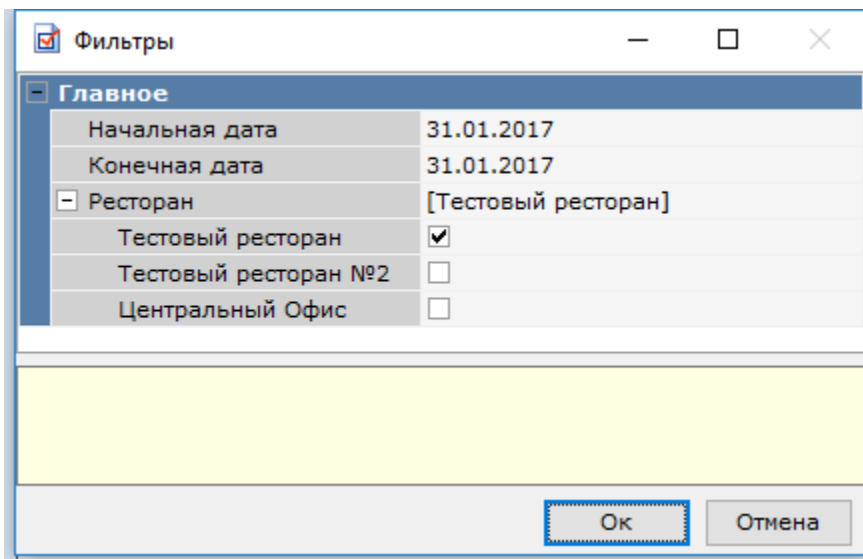 Фильтры
Главное
Начальная дата 31.01.2017
Конечная дата 31.01.2017
Ресторан [Тестовый ресторан]
Тестовый ресторан
Тестовый ресторан №2
Центральный Офис
Ок Отмена